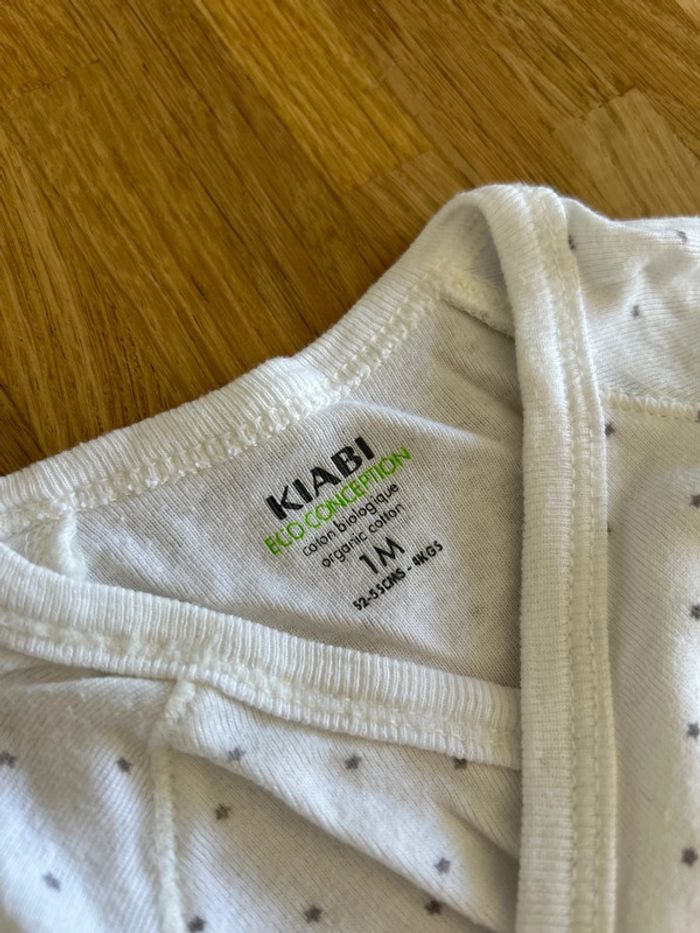 KIABI
ECO CONCEPTION
coton biologique
organic cotton
1M
52-55CMS - 4KGS